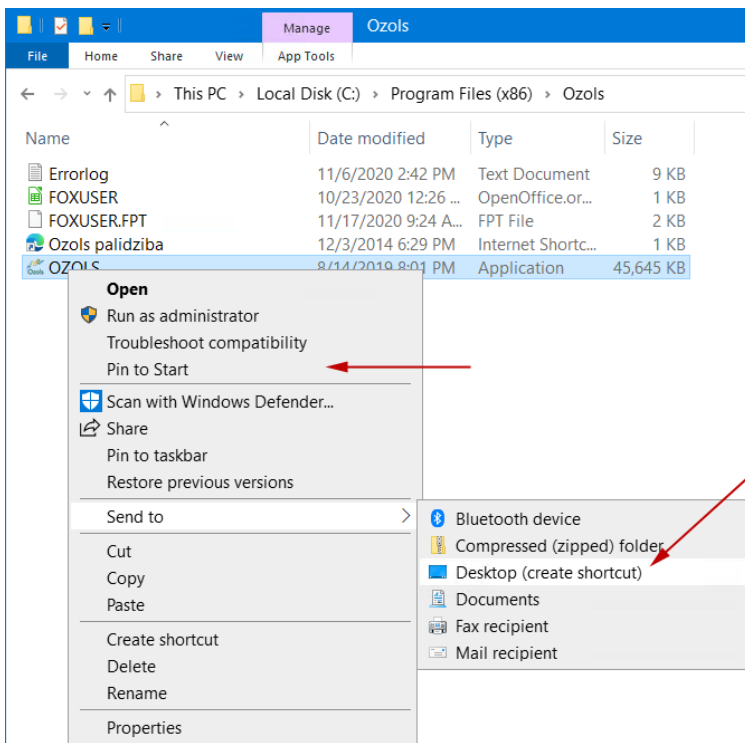 Manage Ozols
File Home Share View App Tools
This PC > Local Disk (C:) > Program Files (x86) > Ozols
Name Date modified Type Size
Errorlog 11/6/2020 2:42 PM Text Document 9 KB
FOXUSER 10/23/2020 12:26 ... OpenOffice.or... 1 KB
FOXUSER.FPT 11/17/2020 9:24 A... FPT File 2 KB
Ozols palidziba 12/3/2014 6:29 PM Internet Shortc... 1 KB
OZOLS 8/14/2019 8:01 PM Application 45,645 KB
Open
Run as administrator
Troubleshoot compatibility
Pin to Start
Scan with Windows Defender...
Share
Pin to taskbar
Restore previous versions
Send to
Bluetooth device
Compressed (zipped) folder
Desktop (create shortcut)
Documents
Fax recipient
Mail recipient
Cut
Copy
Paste
Create shortcut
Delete
Rename
Properties